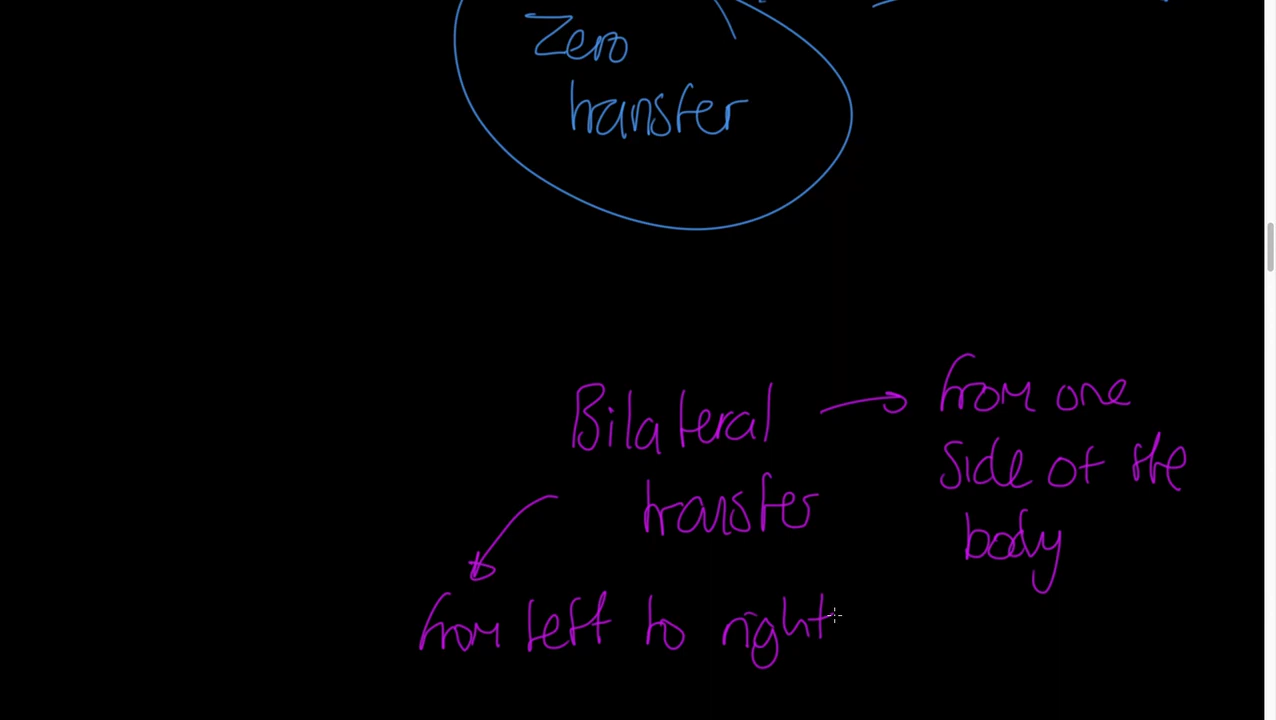 Zero
transfer
Bilateral
transfer
from one
side of the
body
from left to right